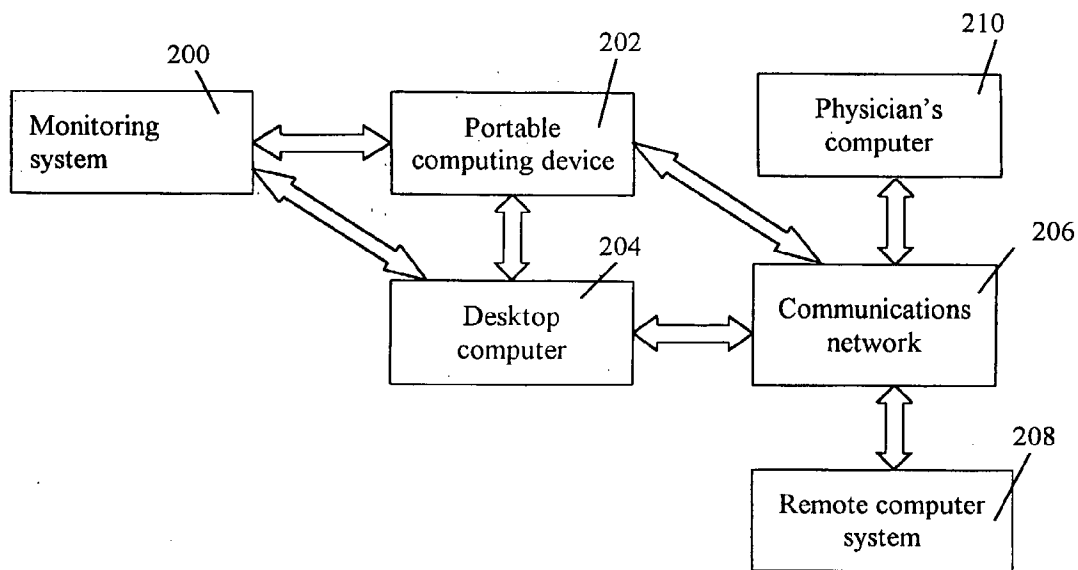 200
Monitoring
system
202
Portable
computing device
210
Physician's
computer
204
Desktop
computer
206
Communications
network
208
Remote computer
system